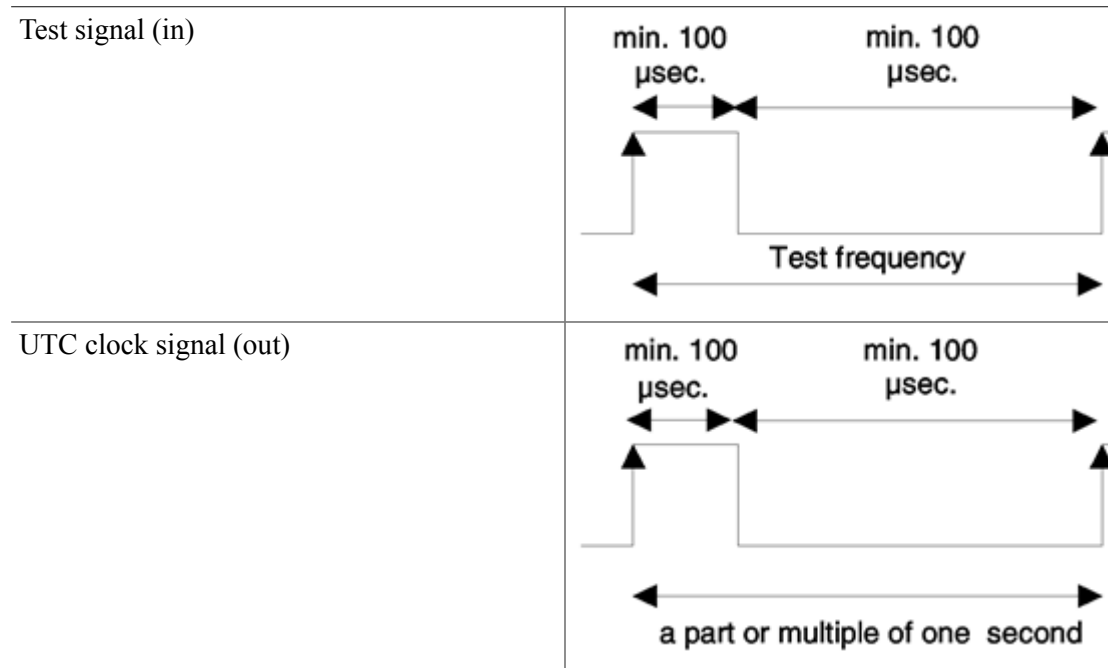 Test signal (in)
min. 100 min. 100
µsec. µsec.
Test frequency
UTC clock signal (out)
min. 100 min. 100
µsec. µsec.
a part or multiple of one second